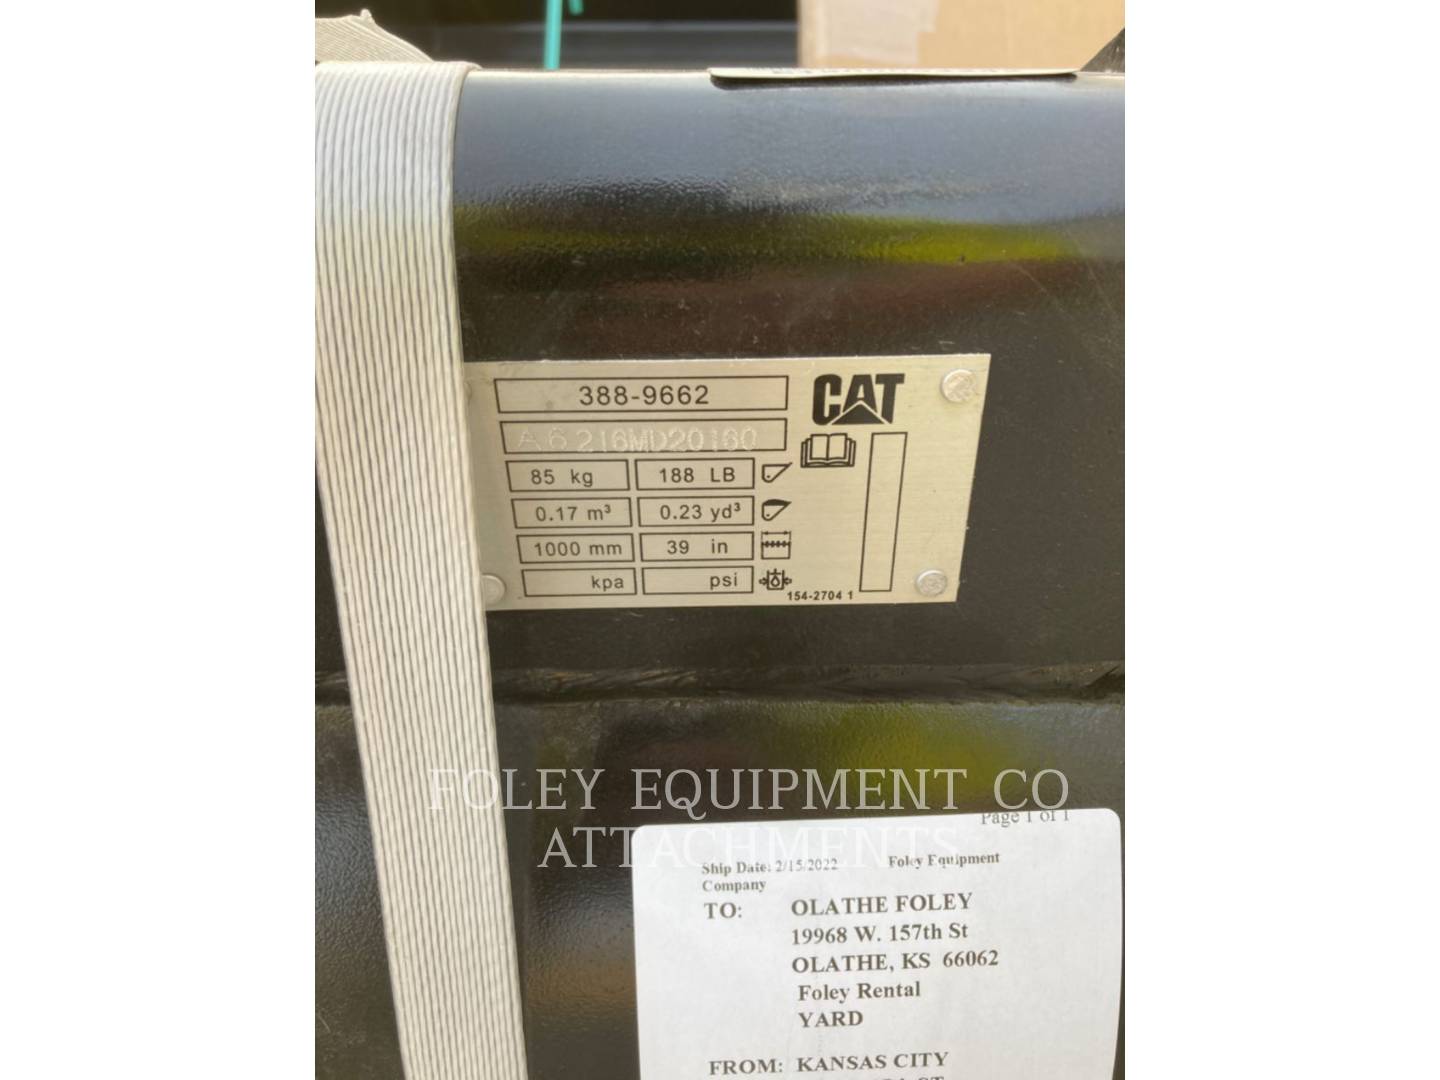 388-9662
CAT
A6216MD20160
85 kg 188 LB
0.17 m³ 0.23 yd³
1000 mm 39 in
kpa psi
154-2704 1
FOLEY EQUIPMENT CO
ATTACHMENTS
Page 1 of 1
Ship Date: 2/15/2022 Foley Equipment
Company
TO: OLATHE FOLEY
19968 W. 157th St
OLATHE, KS 66062
Foley Rental
YARD
FROM: KANSAS CITY